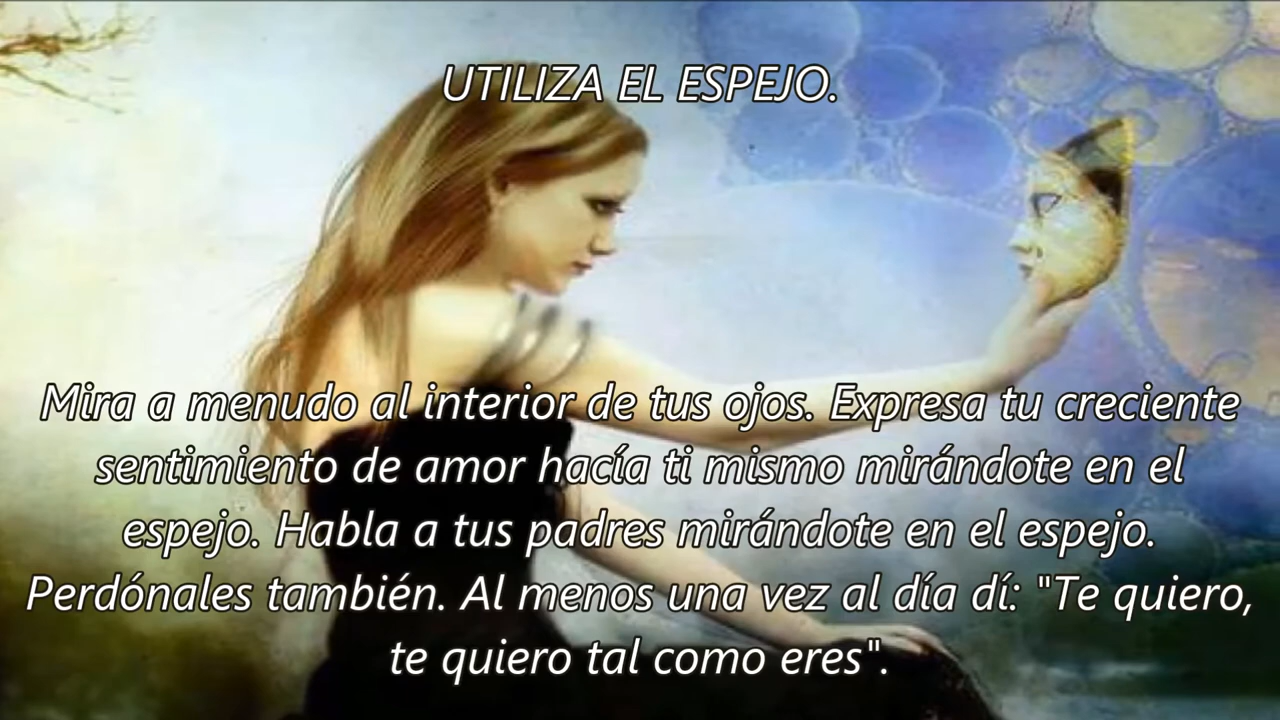 UTILIZA EL ESPEJO.
Mira a menudo al interior de tus ojos. Expresa tu creciente
sentimiento de amor hacía ti mismo mirándote en el
espejo. Habla a tus padres mirándote en el espejo.
Perdónales también. Al menos una vez al día dí: "Te quiero,
te quiero tal como eres".